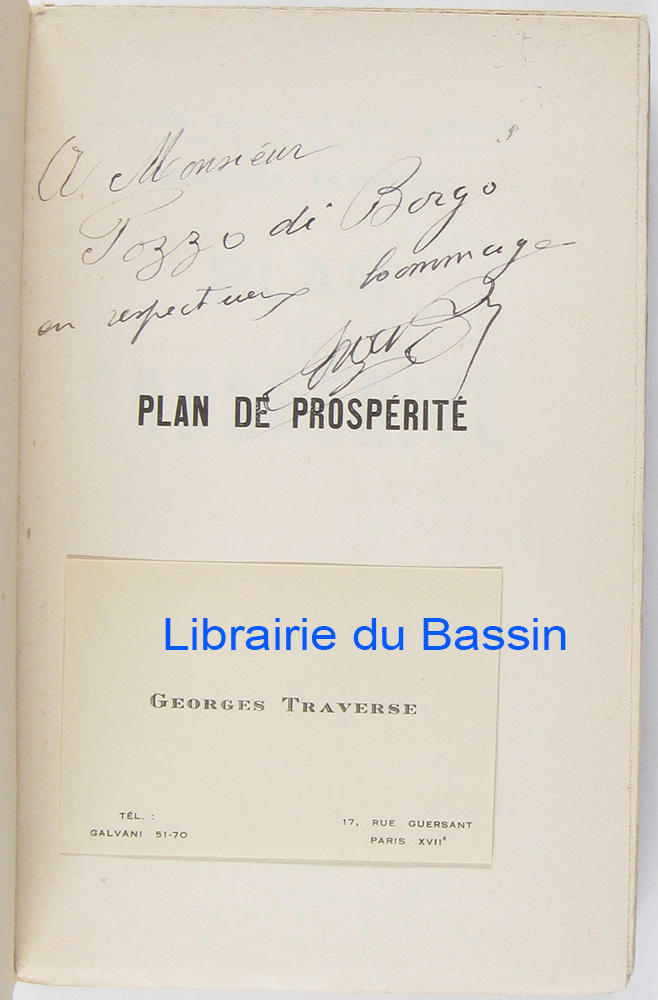 A Monsieur
Pozzo di Borgo
en respectueux hommage
PLAN DE PROSPÉRITÉ
Librairie du Bassin
GEORGES TRAVERSE
TÉL. :
GALVANI 51-70
17, RUE GUERSANT
PARIS XVIIe